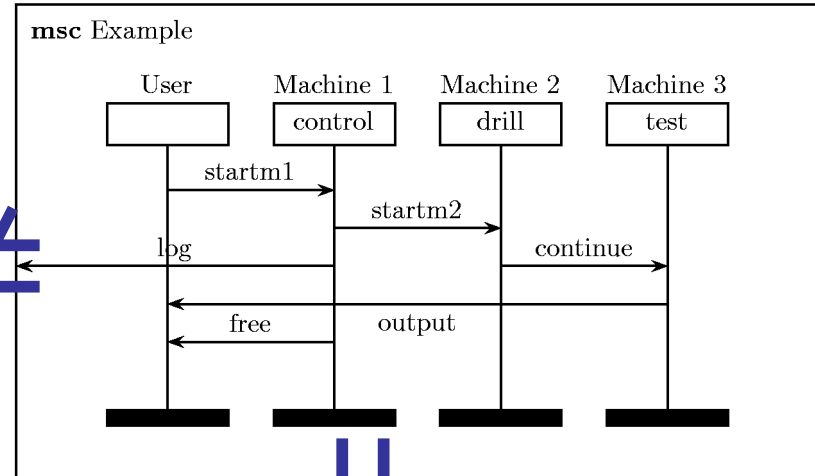 msc Example
User Machine 1 Machine 2 Machine 3
control drill test
startm1
startm2
log continue
free output